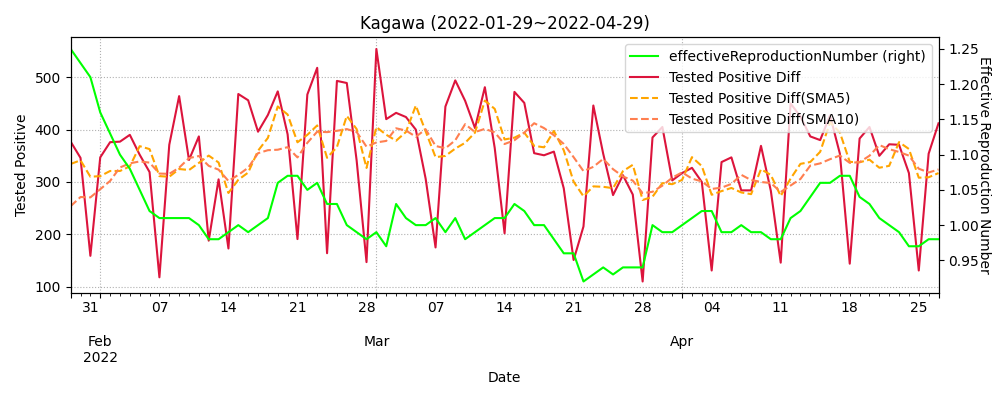 Kagawa (2022-01-29~2022-04-29)
effectiveReproductionNumber (right)
Tested Positive Diff
Tested Positive Diff(SMA5)
Tested Positive Diff(SMA10)
Tested Positive
500
400
300
200
100
Effective Reproduction Number
1.25
1.20
1.15
1.10
1.05
1.00
0.95
31 07 14 21 28 07 14 21 28 04 11 18 25
Feb Mar Apr
2022
Date